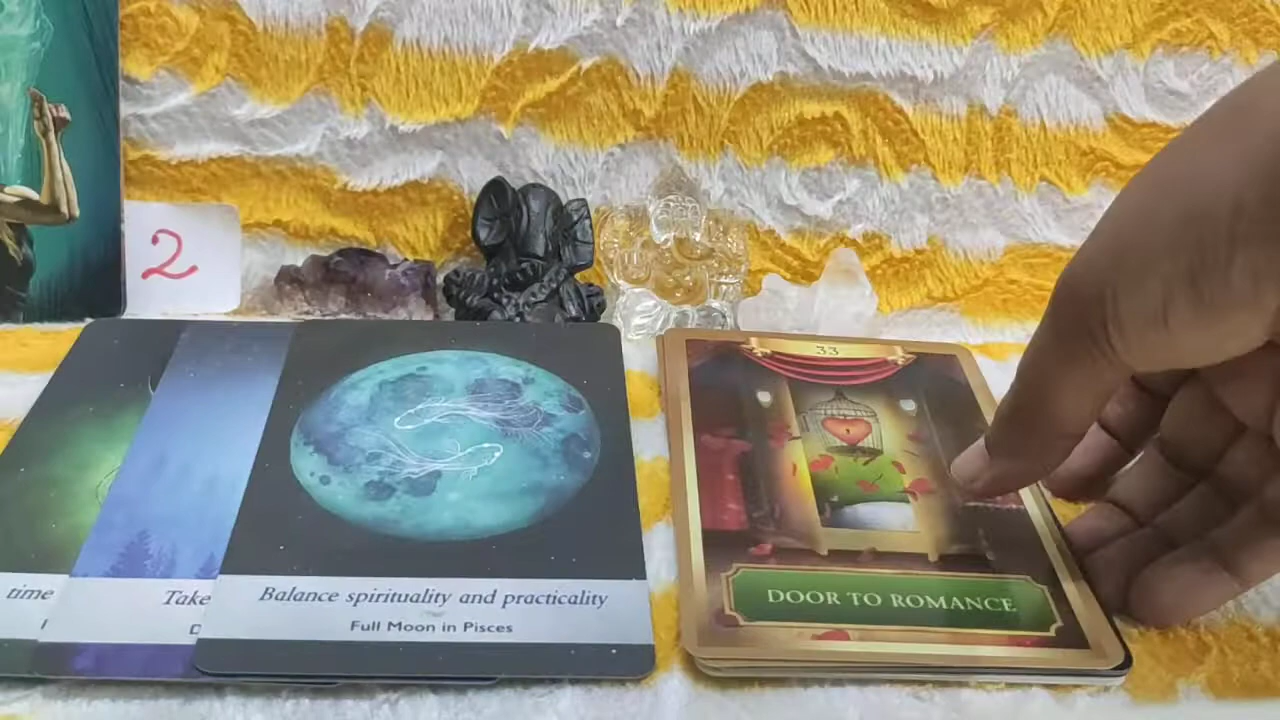 2
33
time
Take
Balance spirituality and practicality
Full Moon in Pisces
DOOR TO ROMANCE